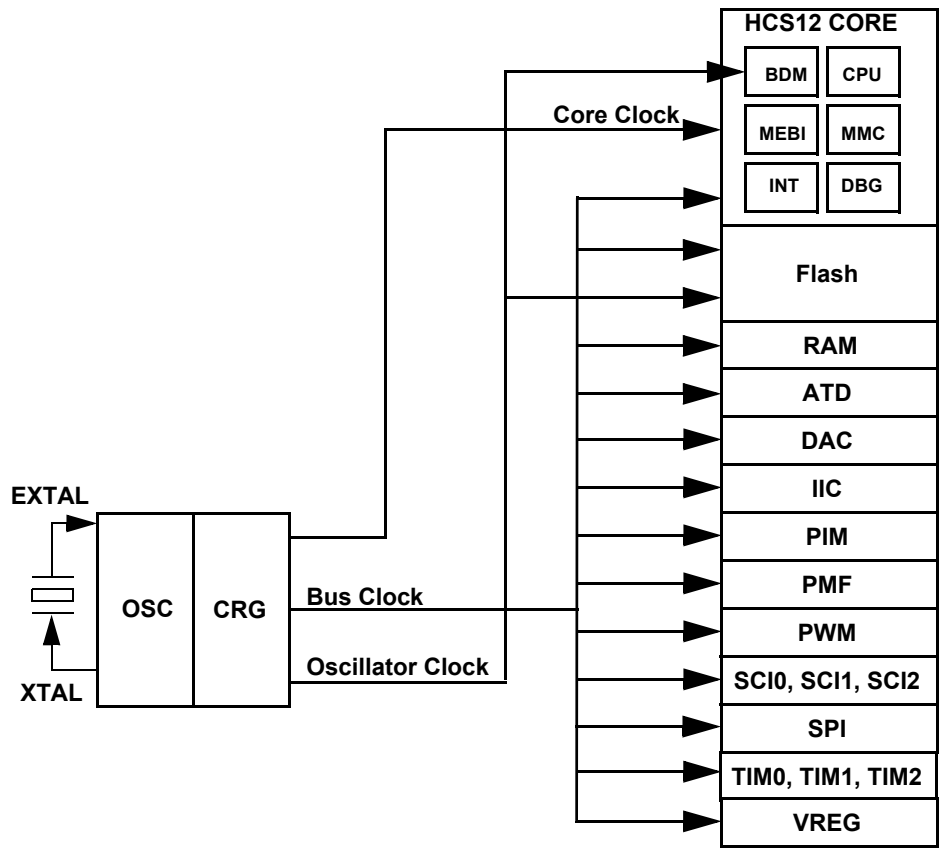 HCS12 CORE
BDM CPU
Core Clock
MEBI MMC
INT DBG
Flash
RAM
ATD
DAC
IIC
EXTAL
PIM
PMF
OSC CRG
Bus Clock
PWM
Oscillator Clock
SCI0, SCI1, SCI2
XTAL
SPI
TIM0, TIM1, TIM2
VREG